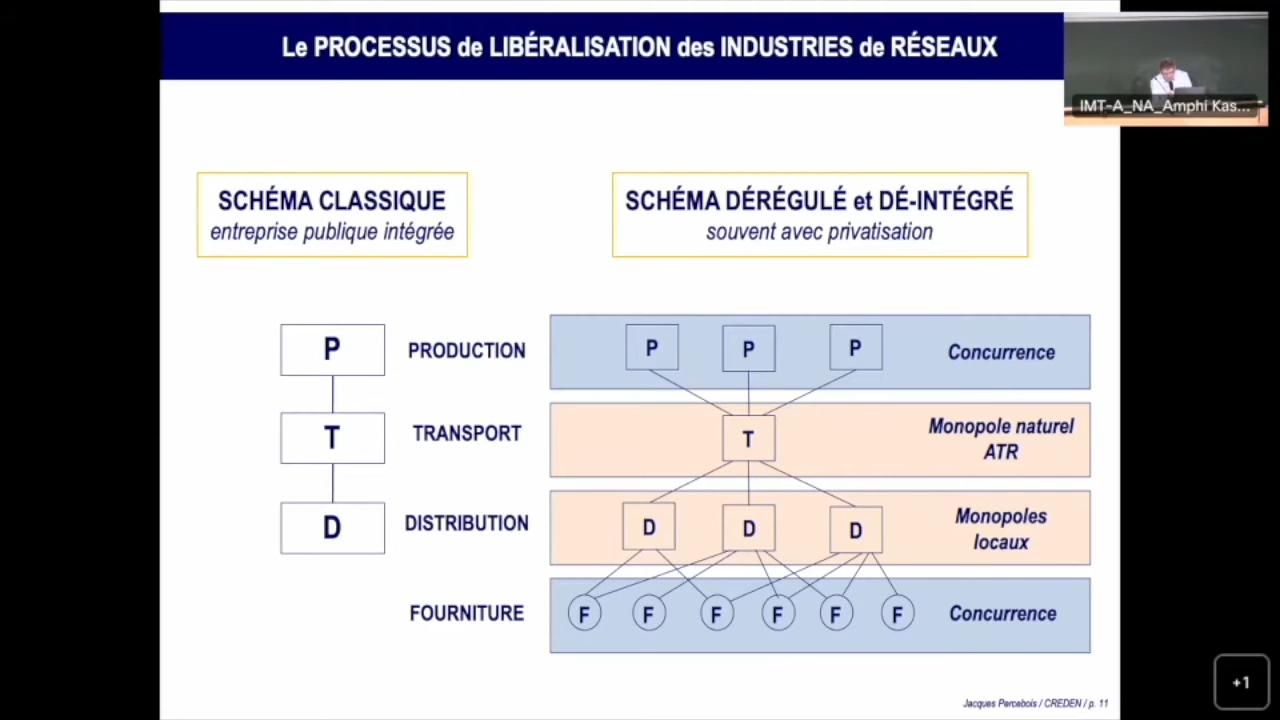 Le PROCESSUS de LIBÉRALISATION des INDUSTRIES de RÉSEAUX
IMT-A_NA_Amphi Kas...
SCHÉMA CLASSIQUE
entreprise publique intégrée
SCHÉMA DÉRÉGULÉ et DÉ-INTÉGRÉ
souvent avec privatisation
P
PRODUCTION
P P P
Concurrence
T
TRANSPORT
T
Monopole naturel
ATR
D
DISTRIBUTION
D D D
Monopoles
locaux
FOURNITURE
F F F F F F
Concurrence
+1
Jacques Percebois / CREDEN / p. 11